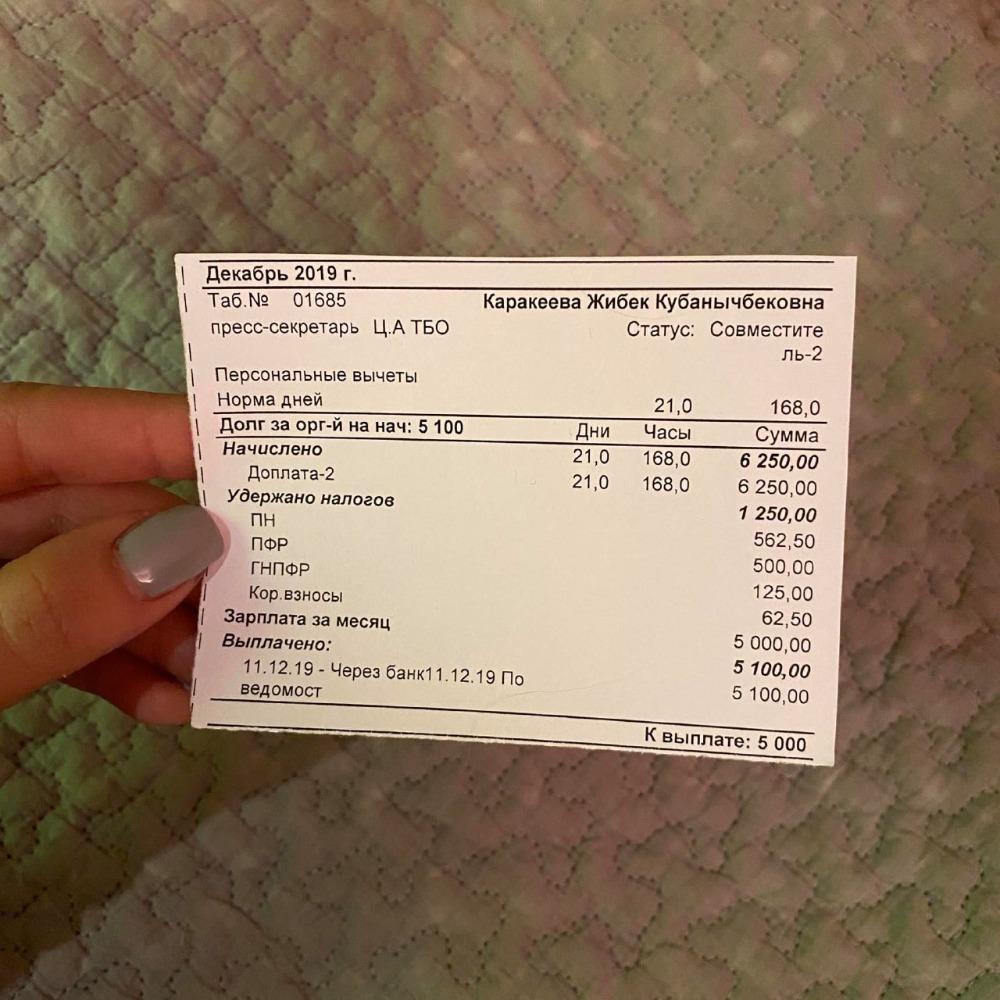 Декабрь 2019 г.
Таб.№ 01685 Каракеева Жибек Кубанычбековна
пресс-секретарь Ц.А ТБО Статус: Совместите
ль-2
Персональные вычеты
Норма дней 21,0 168,0
Долг за орг-й на нач: 5 100 Дни Часы Сумма
Начислено 21,0 168,0 6 250,00
Доплата-2 21,0 168,0 6 250,00
Удержано налогов 1 250,00
ПН 562,50
ПФР 500,00
ГНПФР 125,00
Кор.взносы 62,50
Зарплата за месяц 5 000,00
Выплачено: 5 100,00
11.12.19 - Через банк11.12.19 По 5 100,00
ведомост
К выплате: 5 000